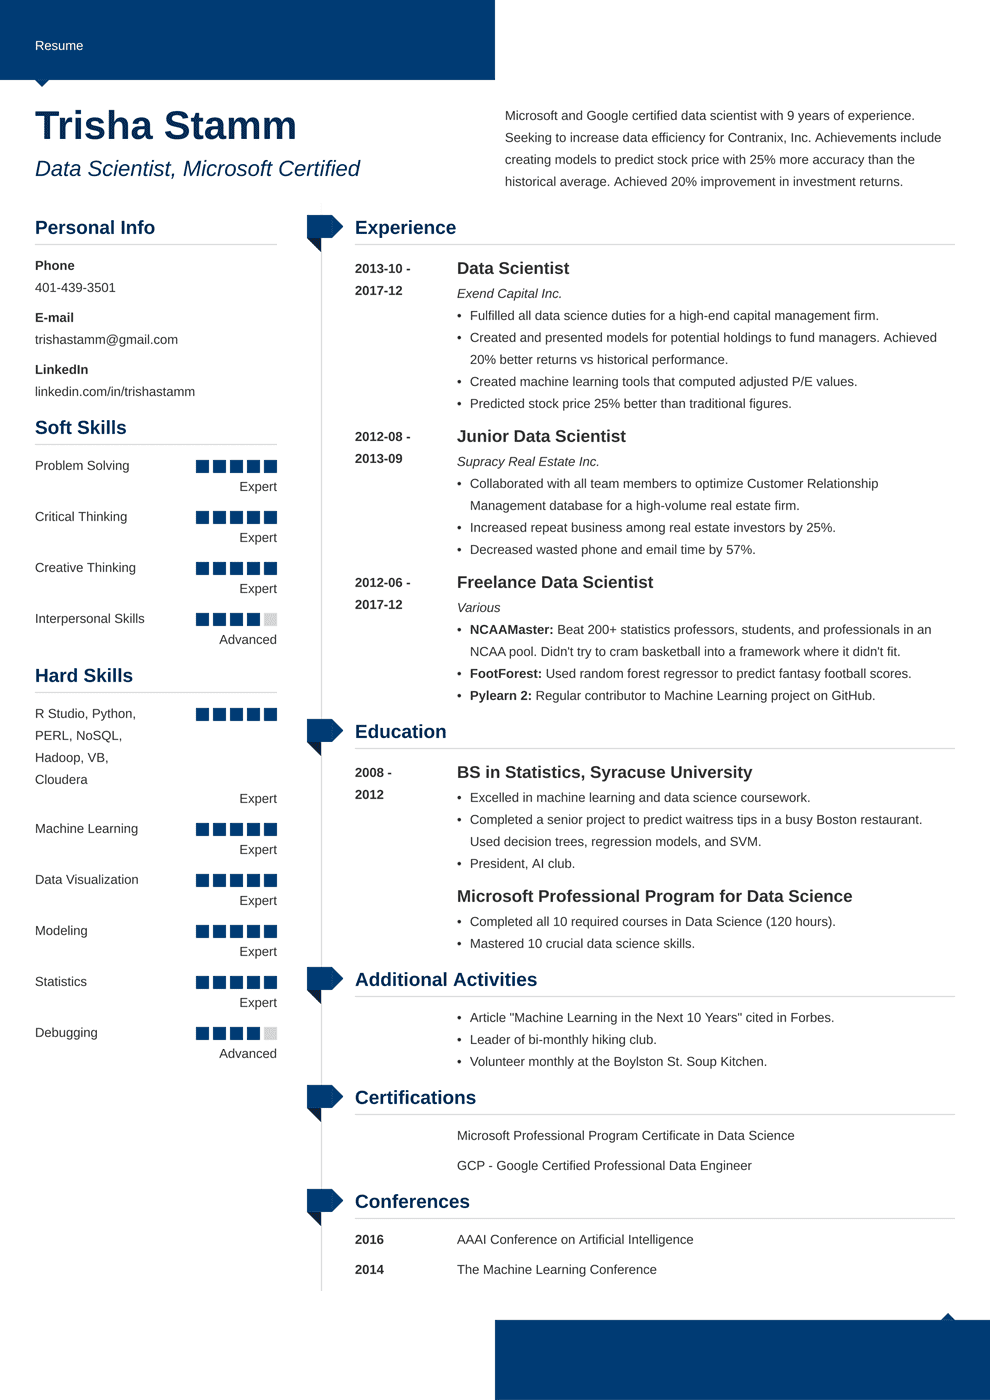 Resume
Trisha Stamm
Data Scientist, Microsoft Certified
Microsoft and Google certified data scientist with 9 years of experience.
Seeking to increase data efficiency for Contranix, Inc. Achievements include
creating models to predict stock price with 25% more accuracy than the
historical average. Achieved 20% improvement in investment returns.
Personal Info
Phone
401-439-3501
E-mail
trishastamm@gmail.com
LinkedIn
linkedin.com/in/trishastamm
Soft Skills
Problem Solving
Expert
Critical Thinking
Expert
Creative Thinking
Expert
Interpersonal Skills
Advanced
Hard Skills
R Studio, Python,
PERL, NoSQL,
Hadoop, VB,
Cloudera
Expert
Machine Learning
Expert
Data Visualization
Expert
Modeling
Expert
Statistics
Expert
Debugging
Advanced
Experience
2013-10 -
2017-12
Data Scientist
Exend Capital Inc.
• Fulfilled all data science duties for a high-end capital management firm.
• Created and presented models for potential holdings to fund managers. Achieved
20% better returns vs historical performance.
• Created machine learning tools that computed adjusted P/E values.
• Predicted stock price 25% better than traditional figures.
2012-08 -
2013-09
Junior Data Scientist
Supracy Real Estate Inc.
• Collaborated with all team members to optimize Customer Relationship
Management database for a high-volume real estate firm.
• Increased repeat business among real estate investors by 25%.
• Decreased wasted phone and email time by 57%.
2012-06 -
2017-12
Freelance Data Scientist
Various
• NCAAMaster: Beat 200+ statistics professors, students, and professionals in an
NCAA pool. Didn't try to cram basketball into a framework where it didn't fit.
• FootForest: Used random forest regressor to predict fantasy football scores.
• Pylearn 2: Regular contributor to Machine Learning project on GitHub.
Education
2008 -
2012
BS in Statistics, Syracuse University
• Excelled in machine learning and data science coursework.
• Completed a senior project to predict waitress tips in a busy Boston restaurant.
Used decision trees, regression models, and SVM.
• President, AI club.
Microsoft Professional Program for Data Science
• Completed all 10 required courses in Data Science (120 hours).
• Mastered 10 crucial data science skills.
Additional Activities
• Article "Machine Learning in the Next 10 Years" cited in Forbes.
• Leader of bi-monthly hiking club.
• Volunteer monthly at the Boylston St. Soup Kitchen.
Certifications
Microsoft Professional Program Certificate in Data Science
GCP - Google Certified Professional Data Engineer
Conferences
2016 AAAI Conference on Artificial Intelligence
2014 The Machine Learning Conference